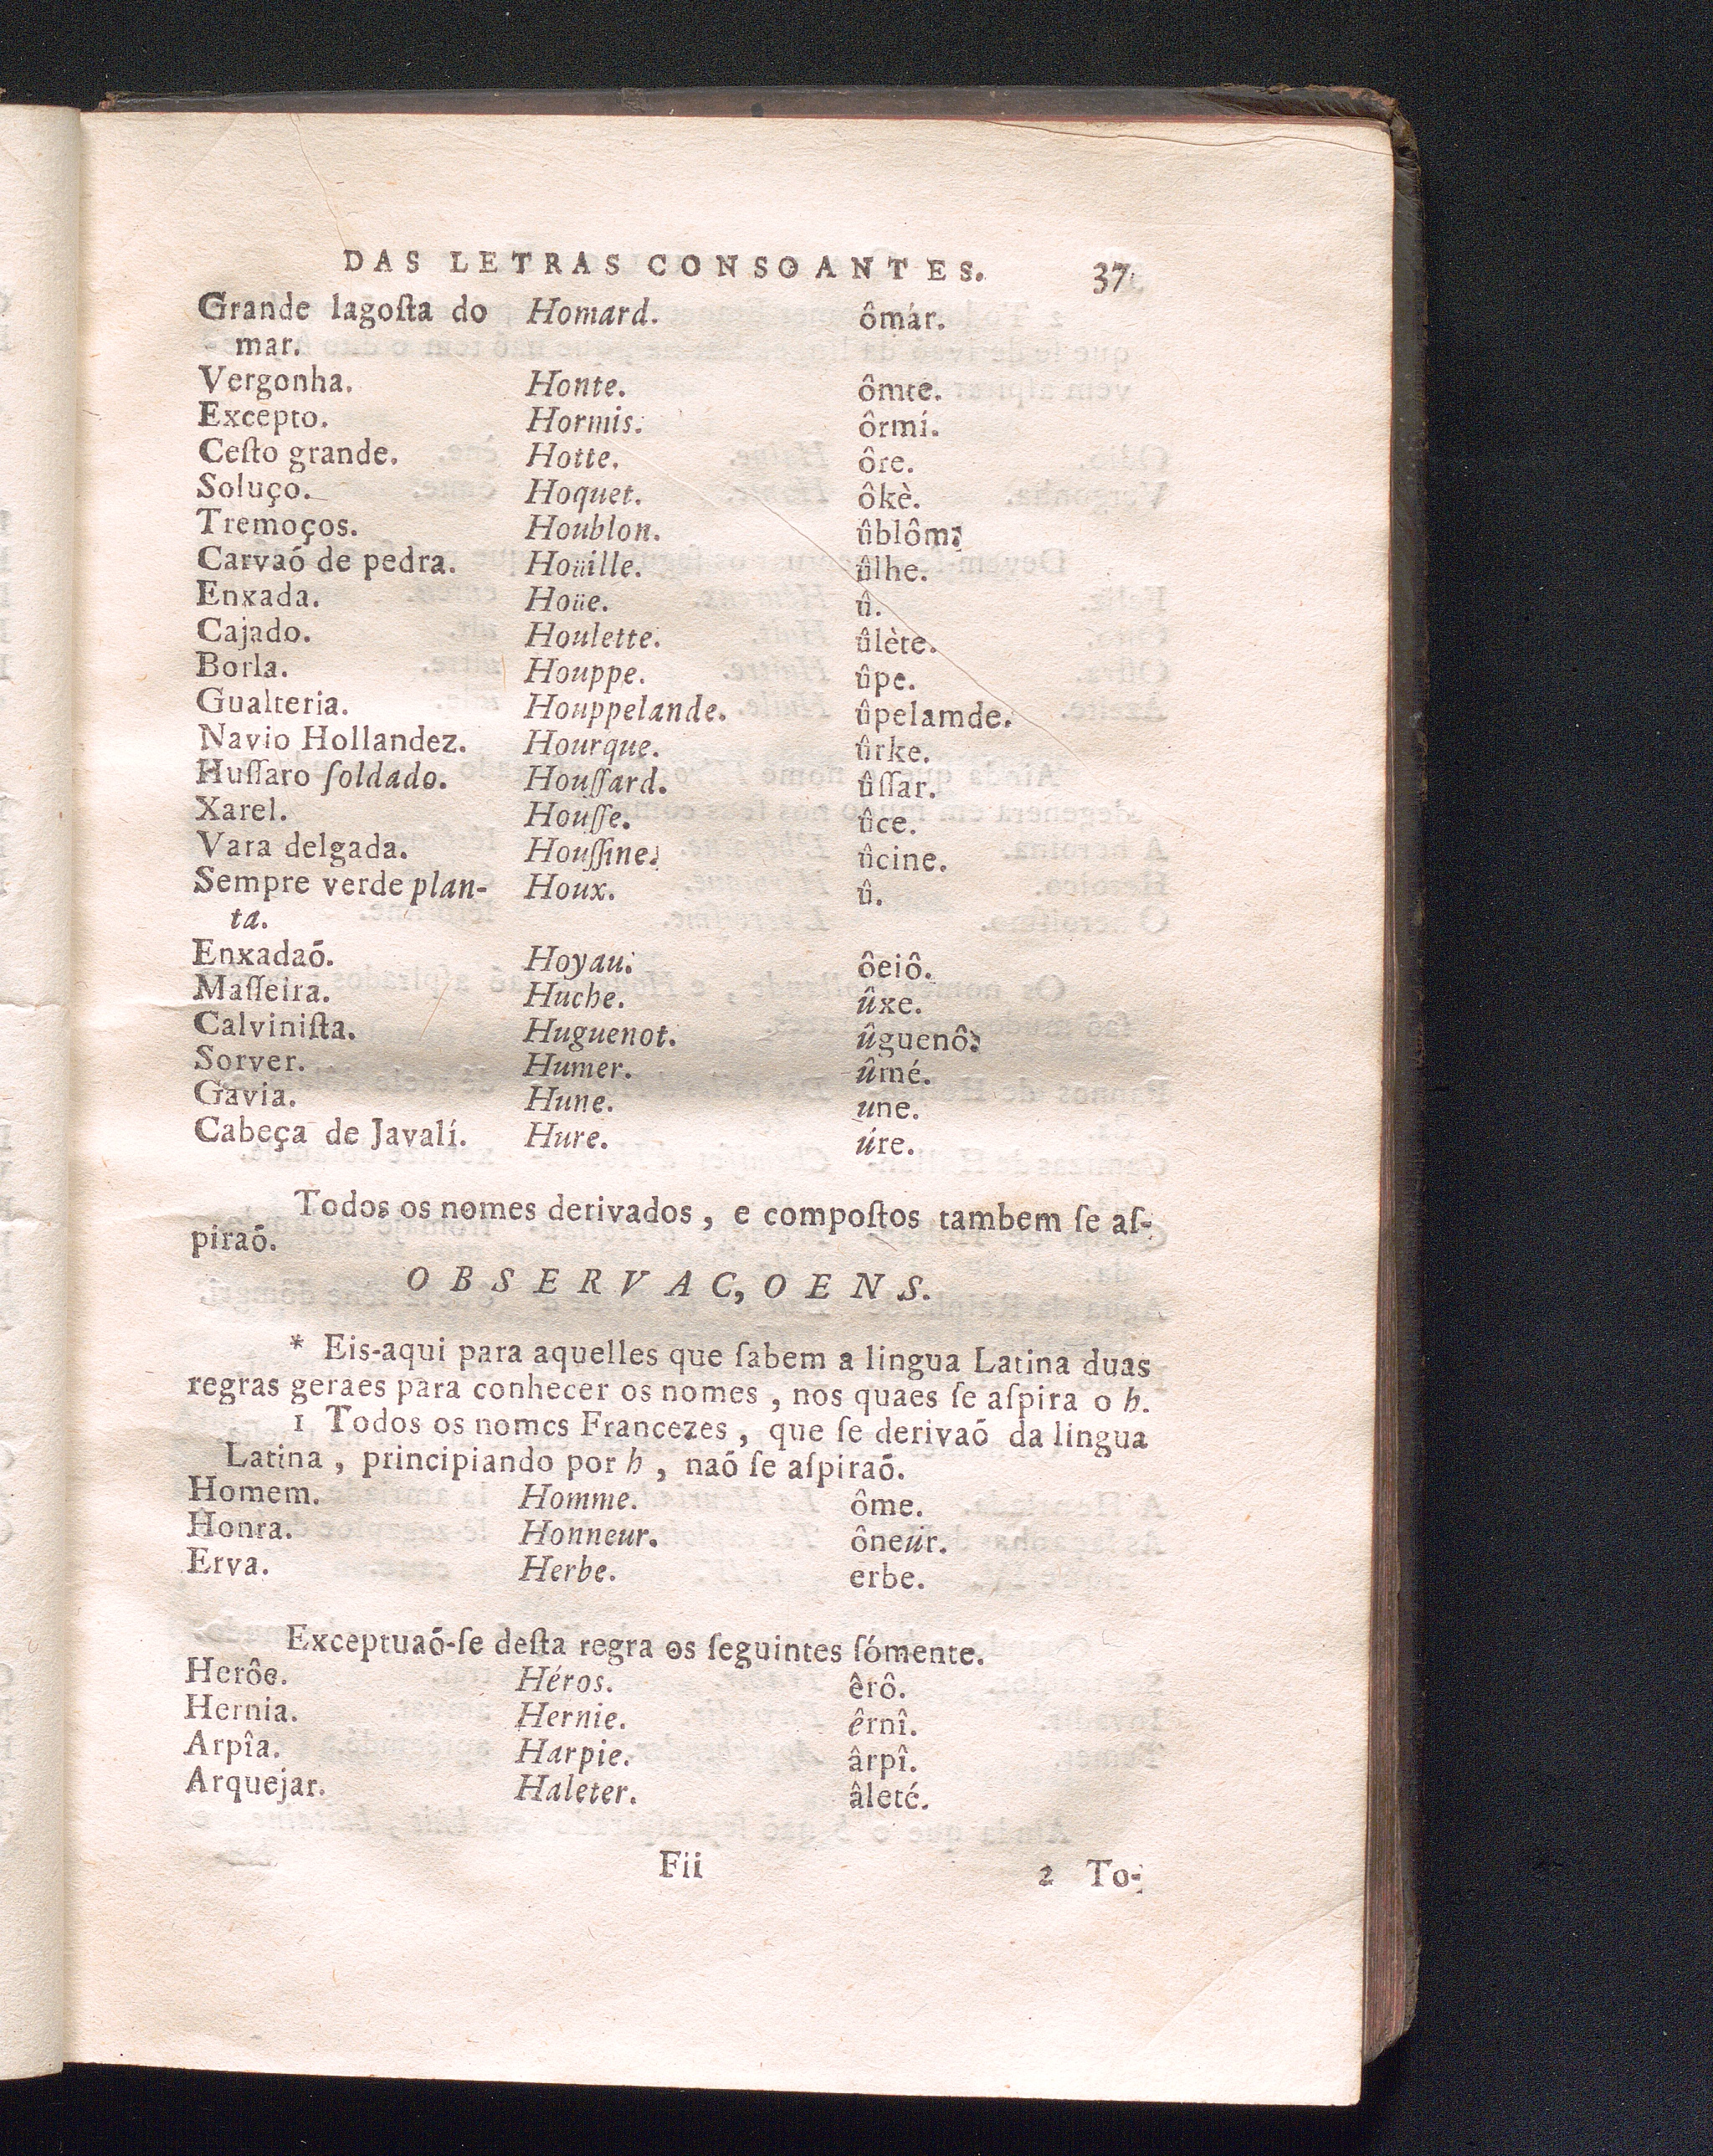 DAS LETRAS CONSOANTES. 37
Grande lagoſta do Homard. ômár.
mar.
Vergonha. Honte. ômte.
Excepto. Hormis. ôrmí.
Ceſto grande. Hotte. ôte.
Soluço. Hoquet. ôkè.
Tremoços. Houblon. ûblôm.
Carvaõ de pedra. Hoüille. ûlhe.
Enxada. Hoüe. û.
Cajado. Houlette. ûlète.
Borla. Houppe. ûpe.
Gualteria. Houppelande. ûpelamde.
Navio Hollandez. Hourque. ûrke.
Huſſaro ſoldado. Houſſard. ûſſar.
Xarel. Houſſe. ûce.
Vara delgada. Houſſine. ûcine.
Sempre verde plan- Houx. û.
ta.
Enxadaõ. Hoyau. ôeiô.
Maſſeira. Huche. ûxe.
Calviniſta. Huguenot. ûguenô.
Sorver. Humer. ûmé.
Gavia. Hune. une.
Cabeça de Javalí. Hure. úre.
Todos os nomes derivados, e compoſtos tambem ſe aſ-
piraõ.
OBSERVAC,OENS.
* Eis-aqui para aquelles que ſabem a lingua Latina duas
regras geraes para conhecer os nomes, nos quaes ſe aſpira o h.
1 Todos os nomes Francezes, que ſe derivaõ da lingua
Latina, principiando por h, naõ ſe aſpiraõ.
Homem. Homme. ôme.
Honra. Honneur. ôneúr.
Erva. Herbe. erbe.
Exceptuaõ-ſe deſta regra os ſeguintes ſómente.
Herôe. Héros. êrô.
Hernia. Hernie. êrnî.
Arpîa. Harpie. ârpî.
Arquejar. Haleter. âleté.
Fii 2 To-